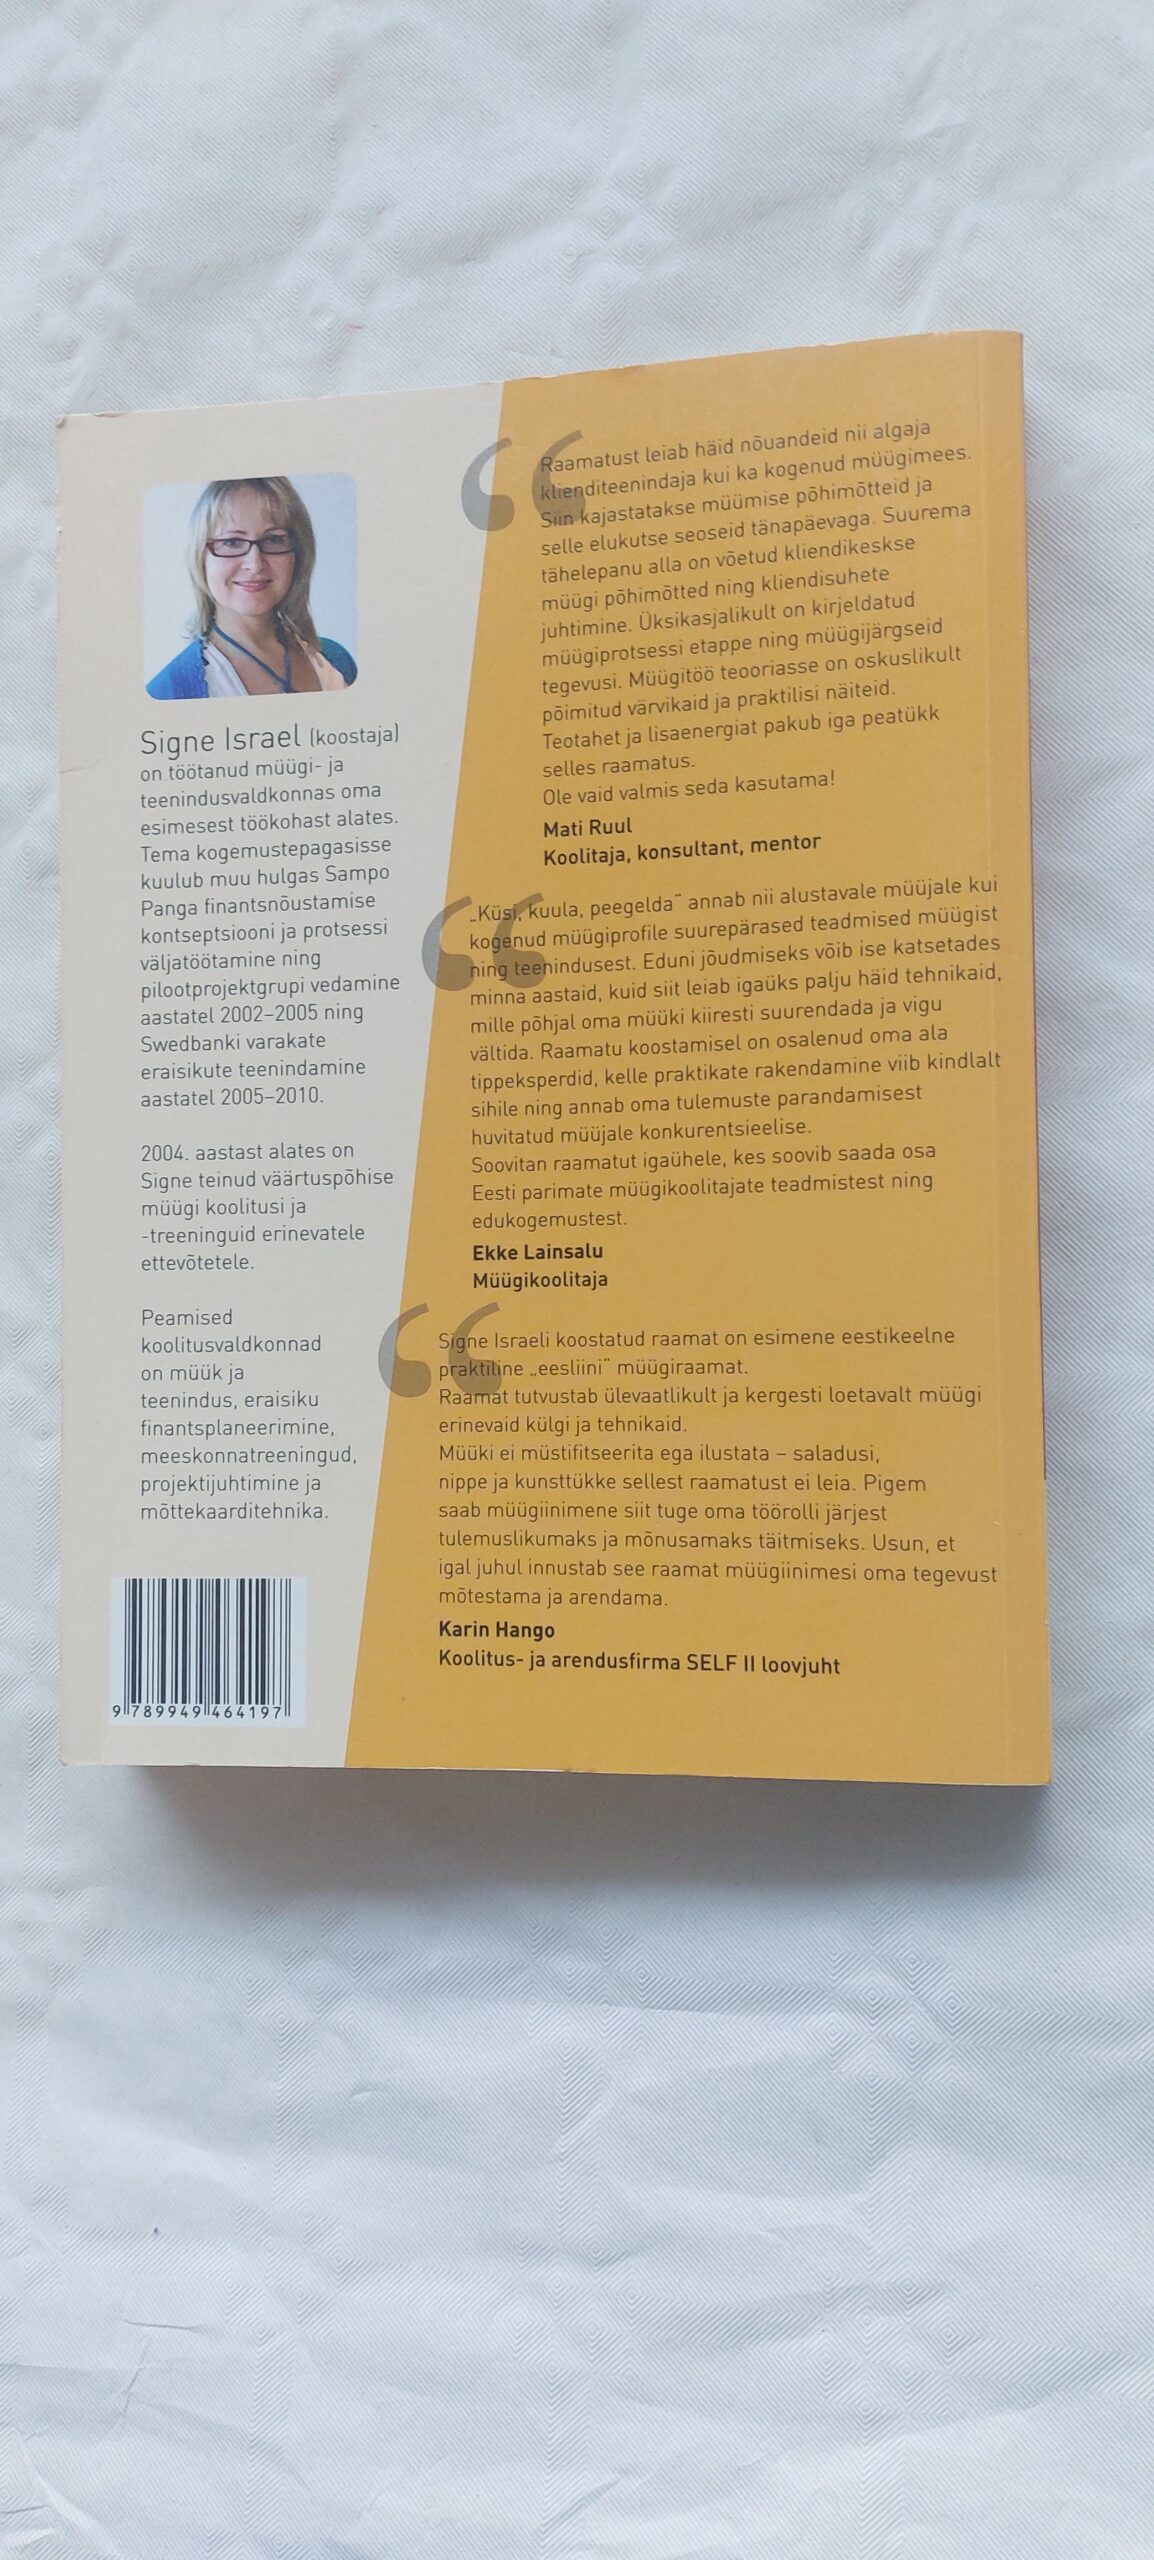 Signe Israel (koostaja)
on töötanud müügi- ja
teenindusvaldkonnas oma
esimesest töökohast alates.
Tema kogemustepagasisse
kuulub muu hulgas Sampo
Panga finantsnõustamise
kontseptsiooni ja protsessi
väljatöötamine ning
pilootprojektgrupi vedamine
aastatel 2002–2005 ning
Swedbanki varakate
eraisikute teenindamine
aastatel 2005–2010.
2004. aastast alates on
Signe teinud väärtuspõhise
müügi koolitusi ja
-treeninguid erinevatele
ettevõtetele.
Peamised
koolitusvaldkonnad
on müük ja
teenindus, eraisiku
finantsplaneerimine,
meeskonnatreeningud,
projektijuhtimine ja
mõttekaarditehnika.
9 789949 464197
Raamatust leiab häid nõuandeid nii algaja
klienditeenindaja kui ka kogenud müügimees.
Siin kajastatakse müümise põhimõtteid ja
selle elukutse seoseid tänapäevaga. Suurema
tähelepanu alla on võetud kliendikeskse
müügi põhimõtted ning kliendisuhete
juhtimine. Üksikasjalikult on kirjeldatud
müügiprotsessi etappe ning müügijärgseid
tegevusi. Müügitöö teooriasse on oskuslikult
põimitud värvikaid ja praktilisi näiteid.
Teotahet ja lisaenergiat pakub iga peatükk
selles raamatus.
Ole vaid valmis seda kasutama!
Mati Ruul
Koolitaja, konsultant, mentor
„Küsi, kuula, peegelda“ annab nii alustavale müüjale kui
kogenud müügiprofile suurepärased teadmised müügist
ning teenindusest. Eduni jõudmiseks võib ise katsetades
minna aastaid, kuid siit leiab igaüks palju häid tehnikaid,
mille põhjal oma müüki kiiresti suurendada ja vigu
vältida. Raamatu koostamisel on osalenud oma ala
tippeksperdid, kelle praktikate rakendamine viib kindlalt
sihile ning annab oma tulemuste parandamisest
huvitatud müüjale konkurentsieelise.
Soovitan raamatut igaühele, kes soovib saada osa
Eesti parimate müügikoolitajate teadmistest ning
edukogemustest.
Ekke Lainsalu
Müügikoolitaja
Signe Israeli koostatud raamat on esimene eestikeelne
praktiline „eesliini“ müügiraamat.
Raamat tutvustab ülevaatlikult ja kergesti loetavalt müügi
erinevaid külgi ja tehnikaid.
Müüki ei müstifitseerita ega ilustata – saladusi,
nippe ja kunsttükke sellest raamatust ei leia. Pigem
saab müügiinimene siit tuge oma töörolli järjest
tulemuslikumaks ja mõnusamaks täitmiseks. Usun, et
igal juhul innustab see raamat müügiinimesi oma tegevust
mõtestama ja arendama.
Karin Hango
Koolitus- ja arendusfirma SELF II loovjuht